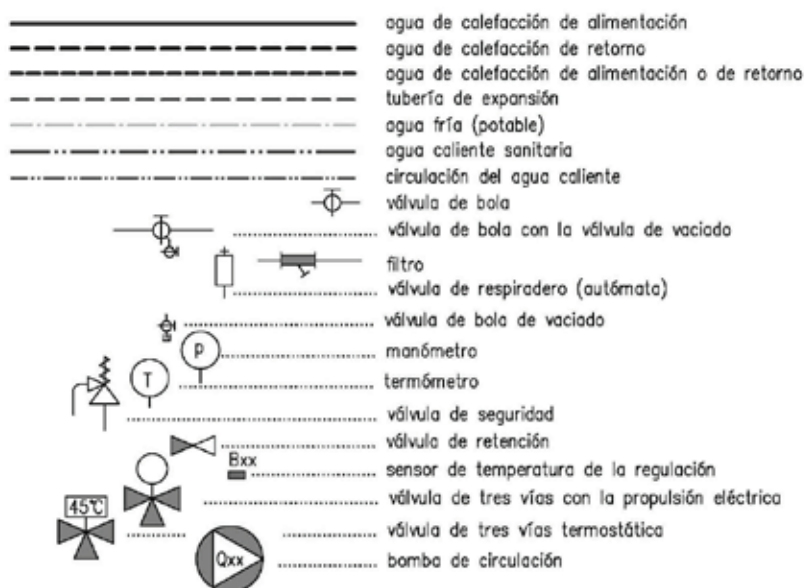 agua de calefacción de alimentación
agua de calefacción de retorno
agua de calefacción de alimentación o de retorno
tubería de expansión
agua fría (potable)
agua caliente sanitaria
circulación del agua caliente
válvula de bola
válvula de bola con la válvula de vaciado
filtro
válvula de respiradero (autómata)
válvula de bola de vaciado
P
manómetro
T
termómetro
válvula de seguridad
válvula de retención
Bxx
sensor de temperatura de la regulación
válvula de tres vías con la propulsión eléctrica
45℃
válvula de tres vías termostática
Qxx
bomba de circulación